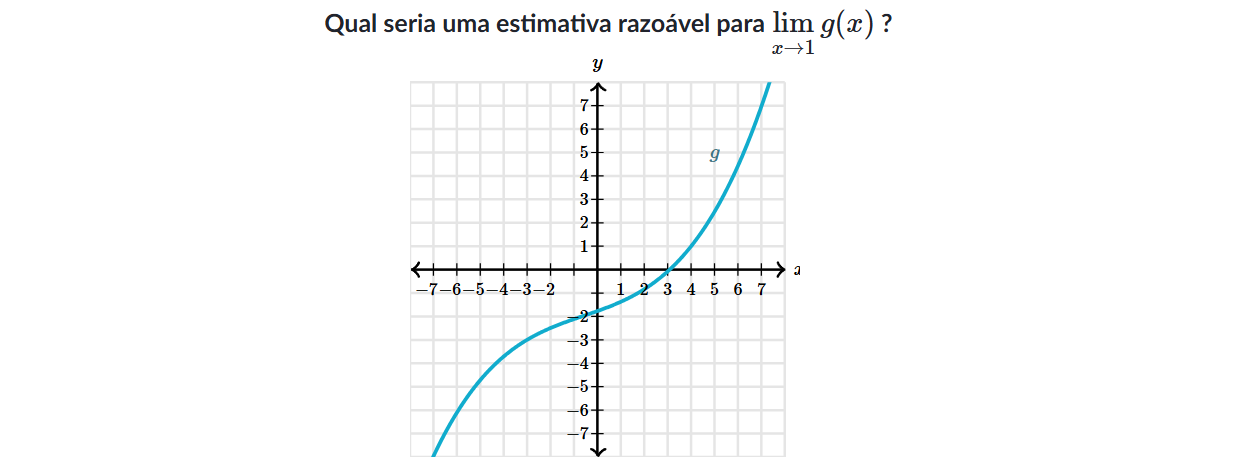 Qual seria uma estimativa razoável para lim g(x) ?
x→1
y
7
6
5
g
4
3
2
1
x
−7 −6 −5 −4 −3 −2 1 2 3 4 5 6 7
−2
−3
−4
−5
−6
−7